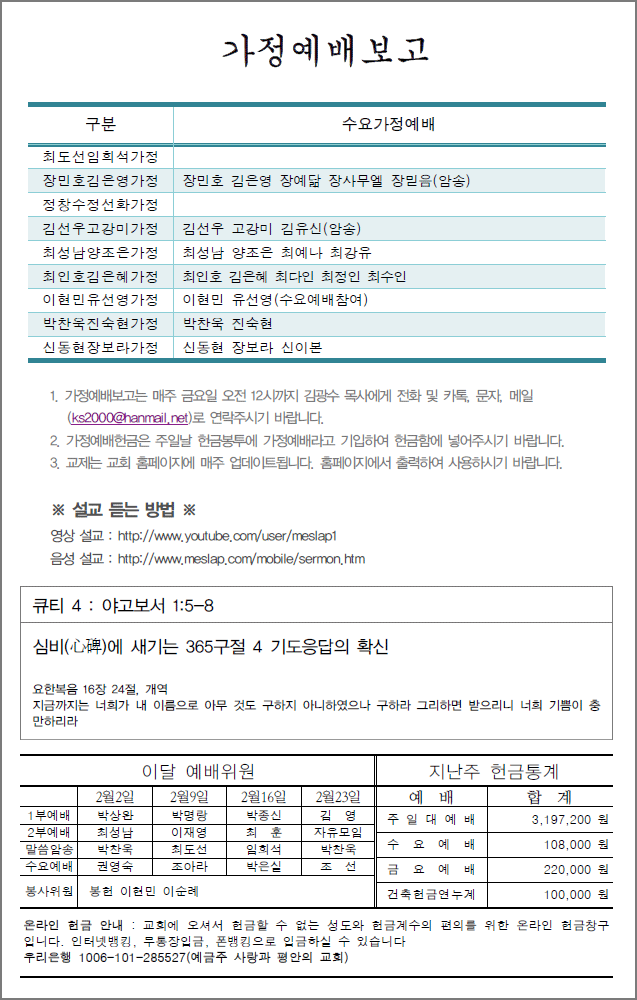 가정예배보고
구분 수요가정예배
최도선임희석가정
장민호김은영가정 장민호 김은영 장예닮 장사무엘 장믿음(암송)
정창수정선화가정
김선우고강미가정 김선우 고강미 김유신(암송)
최성남양조은가정 최성남 양조은 최예나 최강유
최인호김은혜가정 최인호 김은혜 최다인 최정인 최수인
이현민유선영가정 이현민 유선영(수요예배참여)
박찬욱진숙현가정 박찬욱 진숙현
신동현장보라가정 신동현 장보라 신이본
1. 가정예배보고는 매주 금요일 오전 12시까지 김광수 목사에게 전화 및 카톡, 문자, 메일
(ks2000@hanmail.net)로 연락주시기 바랍니다.
2. 가정예배헌금은 주일날 헌금봉투에 가정예배라고 기입하여 헌금함에 넣어주시기 바랍니다.
3. 교제는 교회 홈페이지에 매주 업데이트됩니다. 홈페이지에서 출력하여 사용하시기 바랍니다.
※ 설교 듣는 방법 ※
영상 설교 : http://www.youtube.com/user/meslap1
음성 설교 : http://www.meslap.com/mobile/sermon.htm
큐티 4 : 야고보서 1:5-8
심비(心碑)에 새기는 365구절 4 기도응답의 확신
요한복음 16장 24절, 개역
지금까지는 너희가 내 이름으로 아무 것도 구하지 아니하였으나 구하라 그리하면 받으리니 너희 기쁨이 충
만하리라
이달 예배위원 지난주 헌금통계
2월2일 2월9일 2월16일 2월23일 예 배 합 계
1부예배 박상완 박명랑 박종신 김 영 주 일 대 예 배 3,197,200 원
2부예배 최성남 이재영 최 훈 자유모임
말씀암송 박찬욱 최도선 임희석 박찬욱 수 요 예 배 108,000 원
수요예배 권영숙 조아라 박은실 조 선 금 요 예 배 220,000 원
봉사위원 봉헌 이현민 이순례 건축헌금연누계 100,000 원
온라인 헌금 안내 : 교회에 오셔서 헌금할 수 없는 성도와 헌금계수의 편의를 위한 온라인 헌금창구
입니다. 인터넷뱅킹, 무통장입금, 폰뱅킹으로 입금하실 수 있습니다
우리은행 1006-101-285527(예금주 사랑과 평안의 교회)